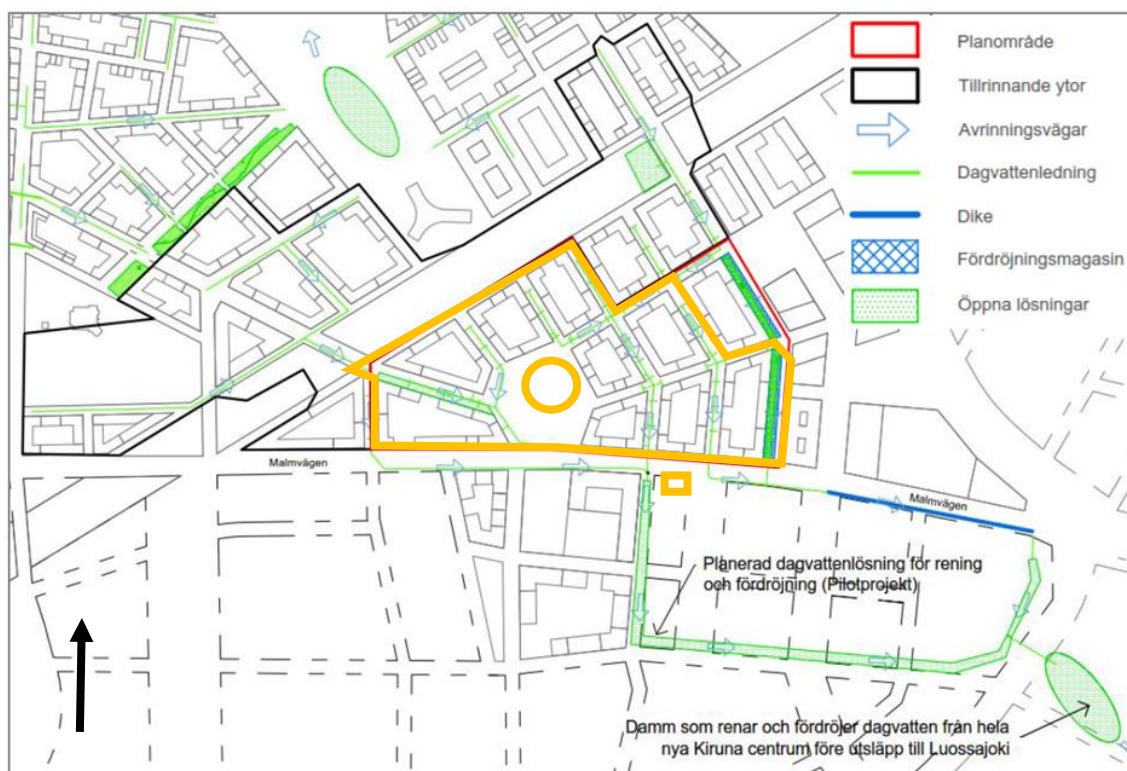 Planområde
Tillrinnande ytor
Avrinningsvägar
Dagvattenledning
Dike
Fördröjningsmagasin
Öppna lösningar
Malmvägen
Malmvägen
Planerad dagvattenlösning för rening
och fördröjning (Pilotprojekt)
Damm som renar och fördröjer dagvatten från hela
nya Kiruna centrum före utsläpp till Luossajoki